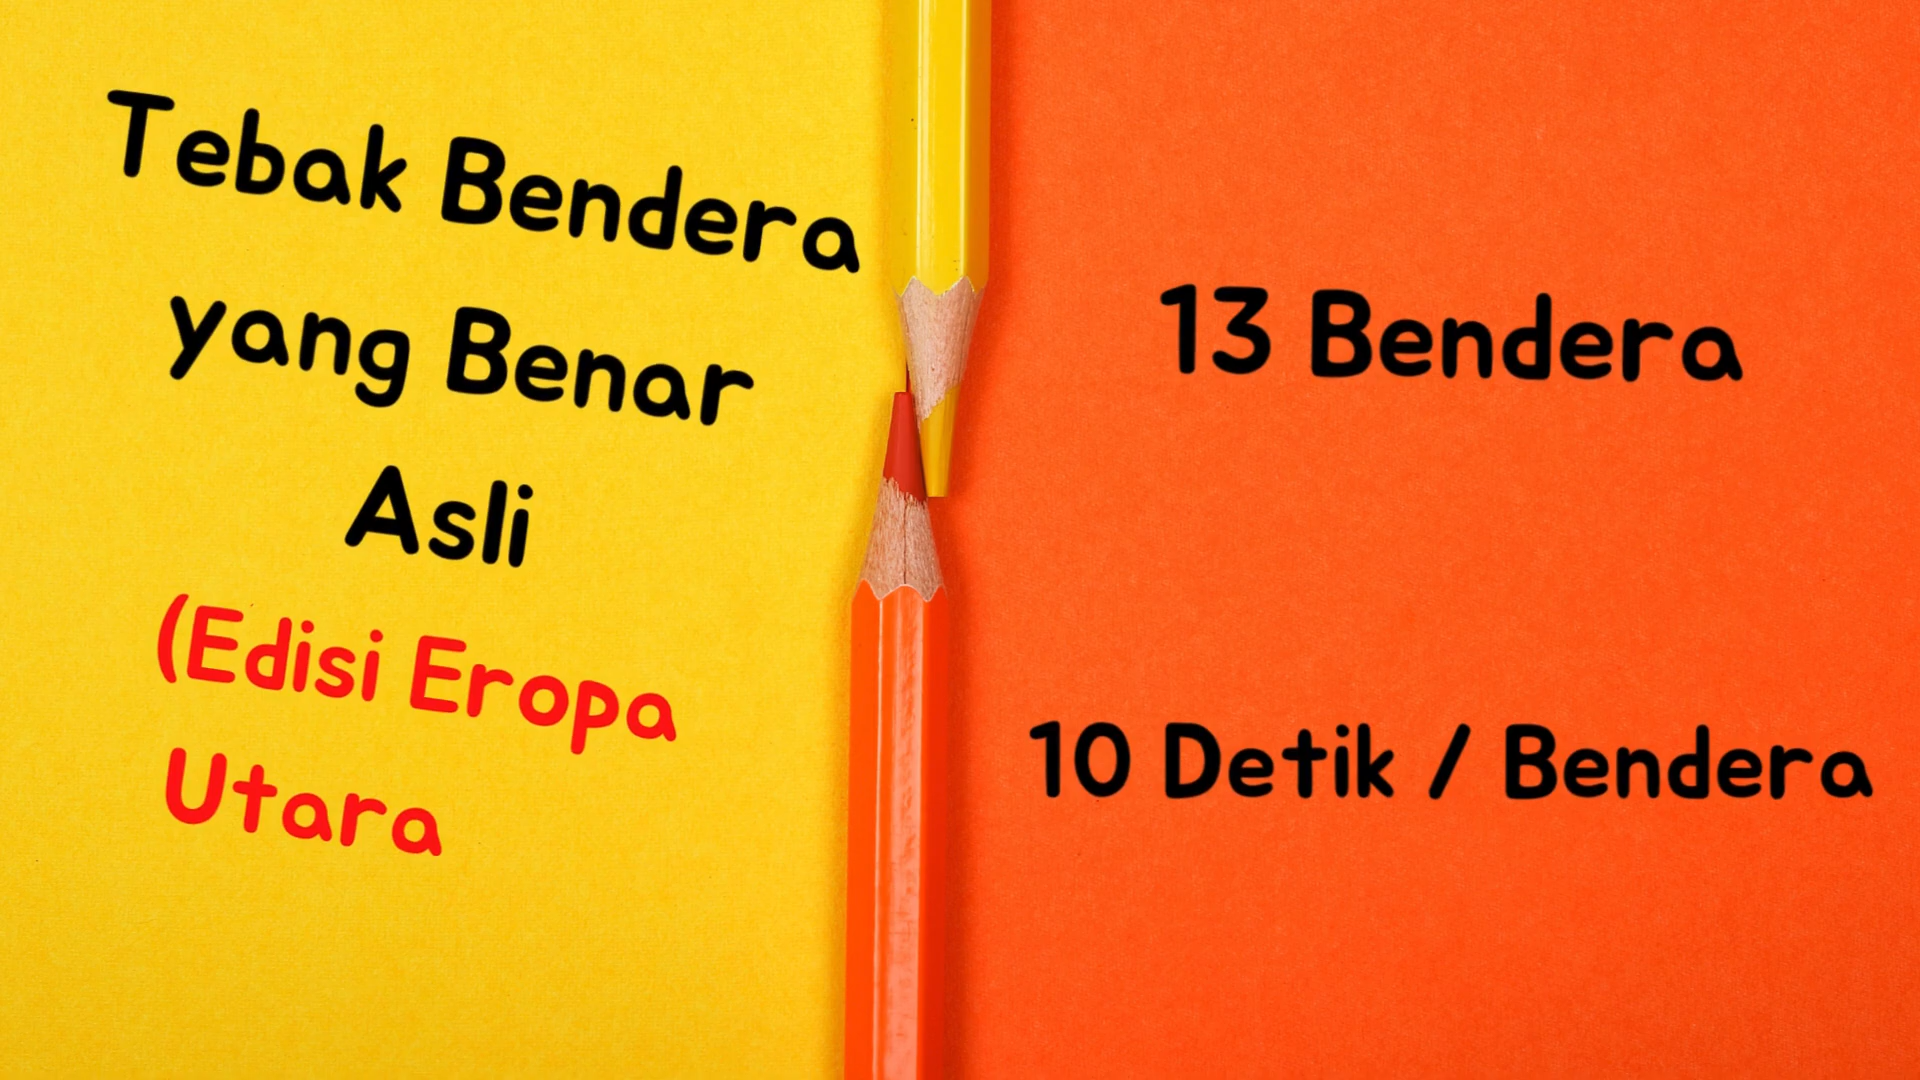 Tebak Bendera
yang Benar
Asli
(Edisi Eropa
Utara
13 Bendera
10 Detik / Bendera